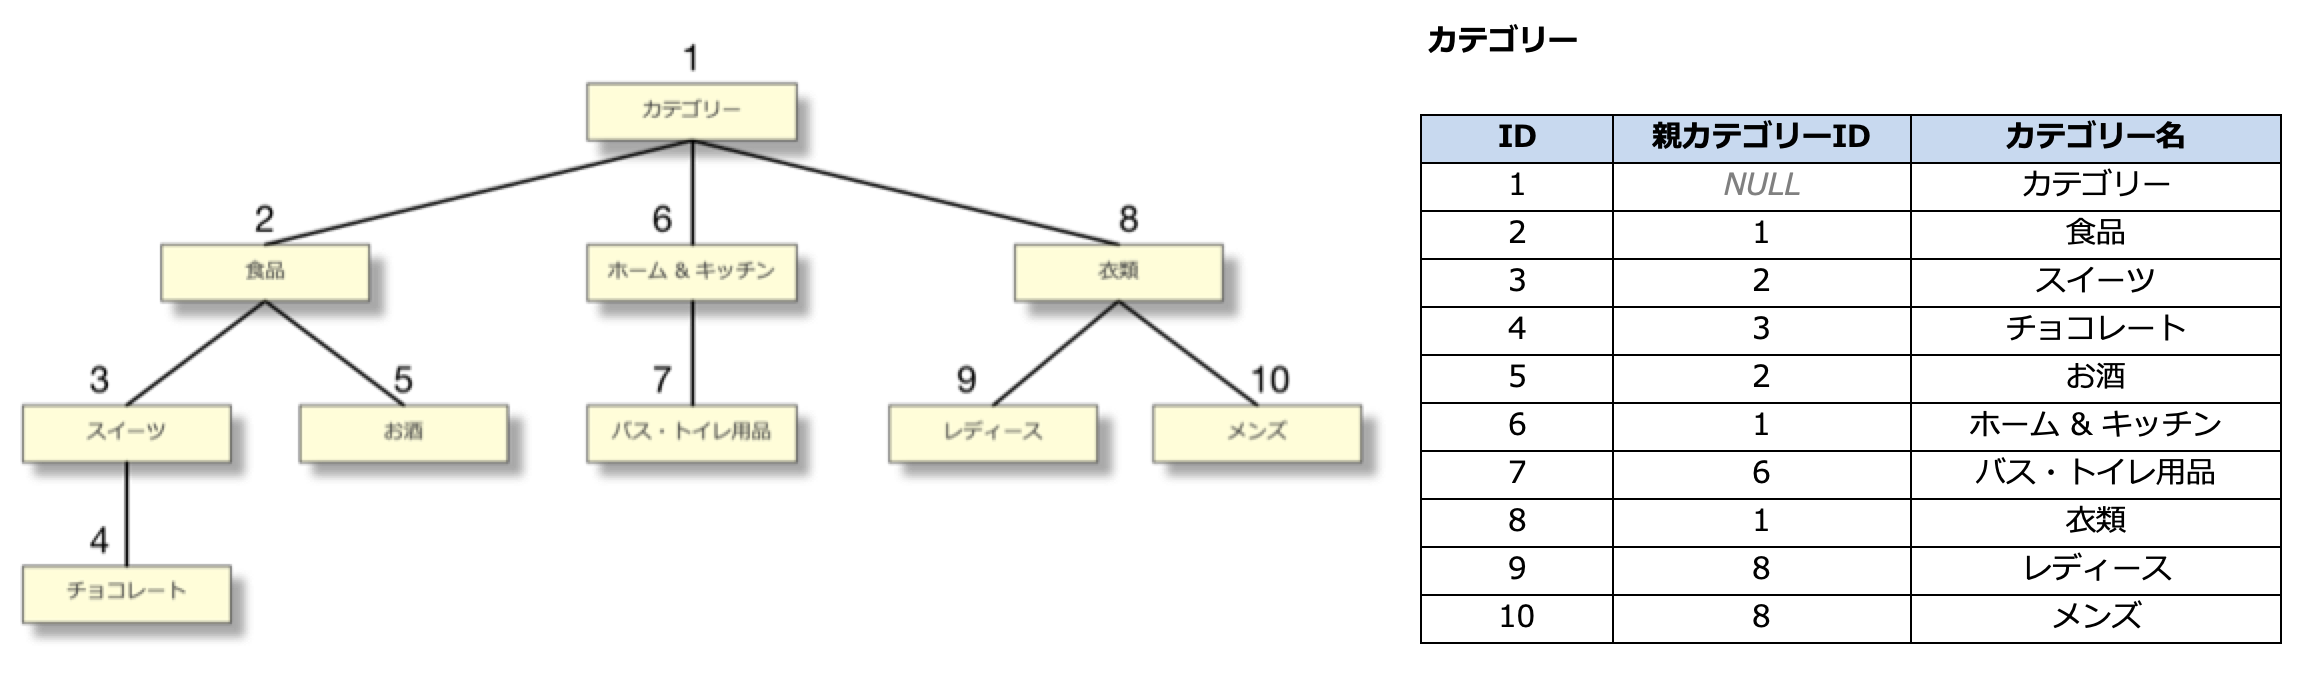 1
カテゴリー
2
6
8
食品
ホーム & キッチン
衣類
3
5
7
9
10
スイーツ
お酒
バス・トイレ用品
レディース
メンズ
4
チョコレート
カテゴリー
ID 親カテゴリーID カテゴリー名
1 NULL カテゴリー
2 1 食品
3 2 スイーツ
4 3 チョコレート
5 2 お酒
6 1 ホーム & キッチン
7 6 バス・トイレ用品
8 1 衣類
9 8 レディース
10 8 メンズ